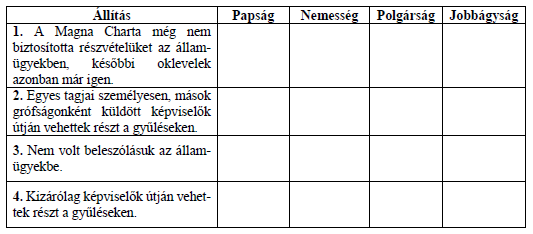 Állítás Papság Nemesség Polgárság Jobbágyság
1. A Magna Charta még nem
biztosította részvételüket az állam-
ügyekben, későbbi oklevelek
azonban már igen.
2. Egyes tagjai személyesen, mások
grófságonként küldött képviselők
útján vehettek részt a gyűléseken.
3. Nem volt beleszólásuk az állam-
ügyekbe.
4. Kizárólag képviselők útján vehet-
tek részt a gyűléseken.